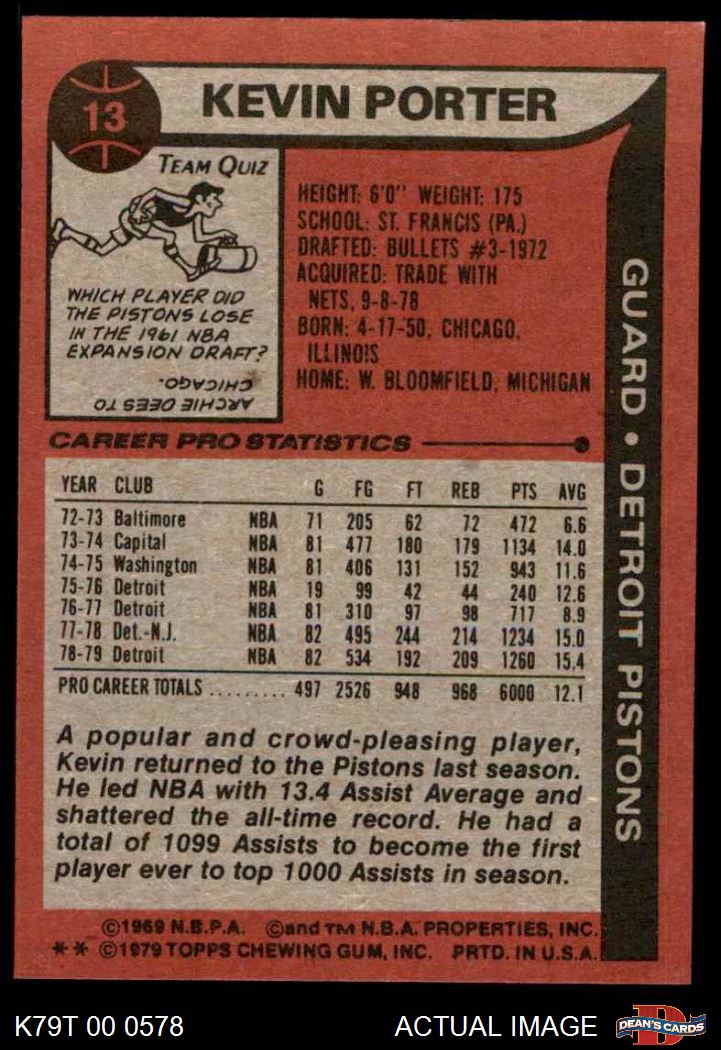 13
KEVIN PORTER
TEAM QUIZ
WHICH PLAYER DID
THE PISTONS LOSE
IN THE 1961 NBA
EXPANSION DRAFT?
ARCHIE DEES TO
CHICAGO.
HEIGHT: 6'0" WEIGHT: 175
SCHOOL: ST. FRANCIS (PA.)
DRAFTED: BULLETS #3-1972
ACQUIRED: TRADE WITH
NETS, 9-8-78
BORN: 4-17-50, CHICAGO,
ILLINOIS
HOME: W. BLOOMFIELD, MICHIGAN
GUARD • DETROIT PISTONS
CAREER PRO STATISTICS
YEAR CLUB G FG FT REB PTS AVG
72-73 Baltimore NBA 71 205 62 72 472 6.6
73-74 Capital NBA 81 477 180 179 1134 14.0
74-75 Washington NBA 81 406 131 152 943 11.6
75-76 Detroit NBA 19 99 42 44 240 12.6
76-77 Detroit NBA 81 310 97 98 717 8.9
77-78 Det.-N.J. NBA 82 495 244 214 1234 15.0
78-79 Detroit NBA 82 534 192 209 1260 15.4
PRO CAREER TOTALS ......... 497 2526 948 968 6000 12.1
A popular and crowd-pleasing player,
Kevin returned to the Pistons last season.
He led NBA with 13.4 Assist Average and
shattered the all-time record. He had a
total of 1099 Assists to become the first
player ever to top 1000 Assists in season.
©1969 N.B.P.A. ©and TM N.B.A. PROPERTIES, INC.
** ©1979 TOPPS CHEWING GUM, INC. PRTD. IN U.S.A.
K79T 00 0578
ACTUAL IMAGE
D
DEAN'S CARDS